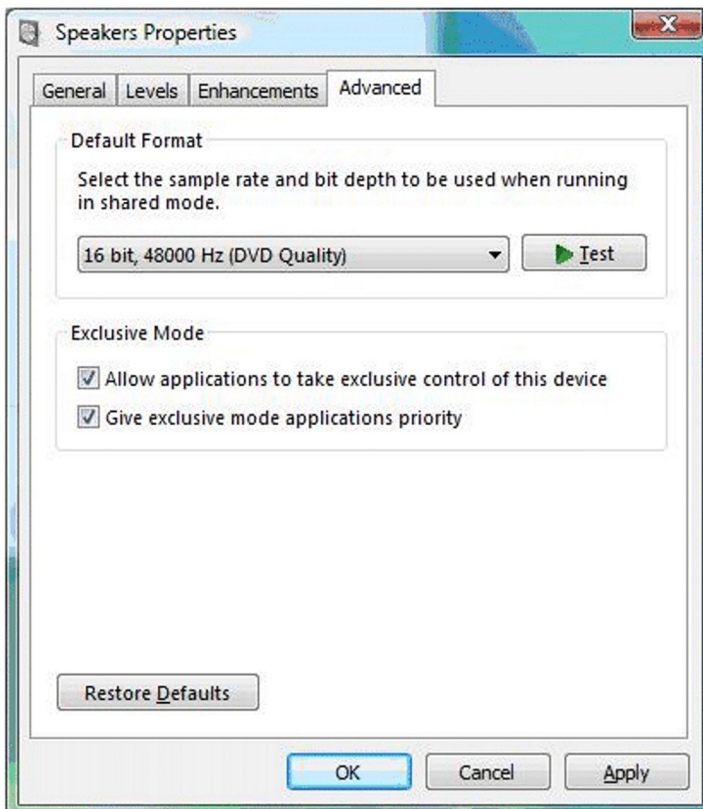 Speakers Properties
General Levels Enhancements Advanced
Default Format
Select the sample rate and bit depth to be used when running
in shared mode.
16 bit, 48000 Hz (DVD Quality) Test
Exclusive Mode
Allow applications to take exclusive control of this device
Give exclusive mode applications priority
Restore Defaults
OK Cancel Apply